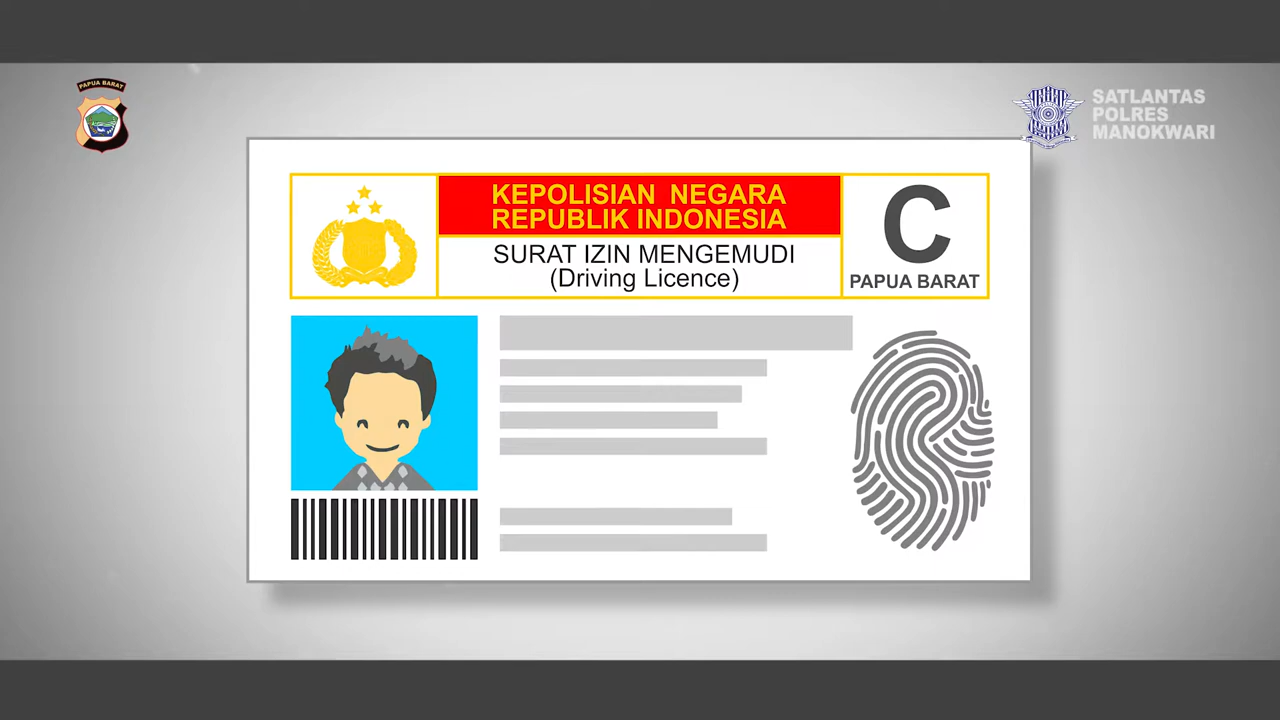 PAPUA BARAT
SATLANTAS
POLRES
MANOKWARI
KEPOLISIAN NEGARA
REPUBLIK INDONESIA
SURAT IZIN MENGEMUDI
(Driving Licence)
C
PAPUA BARAT